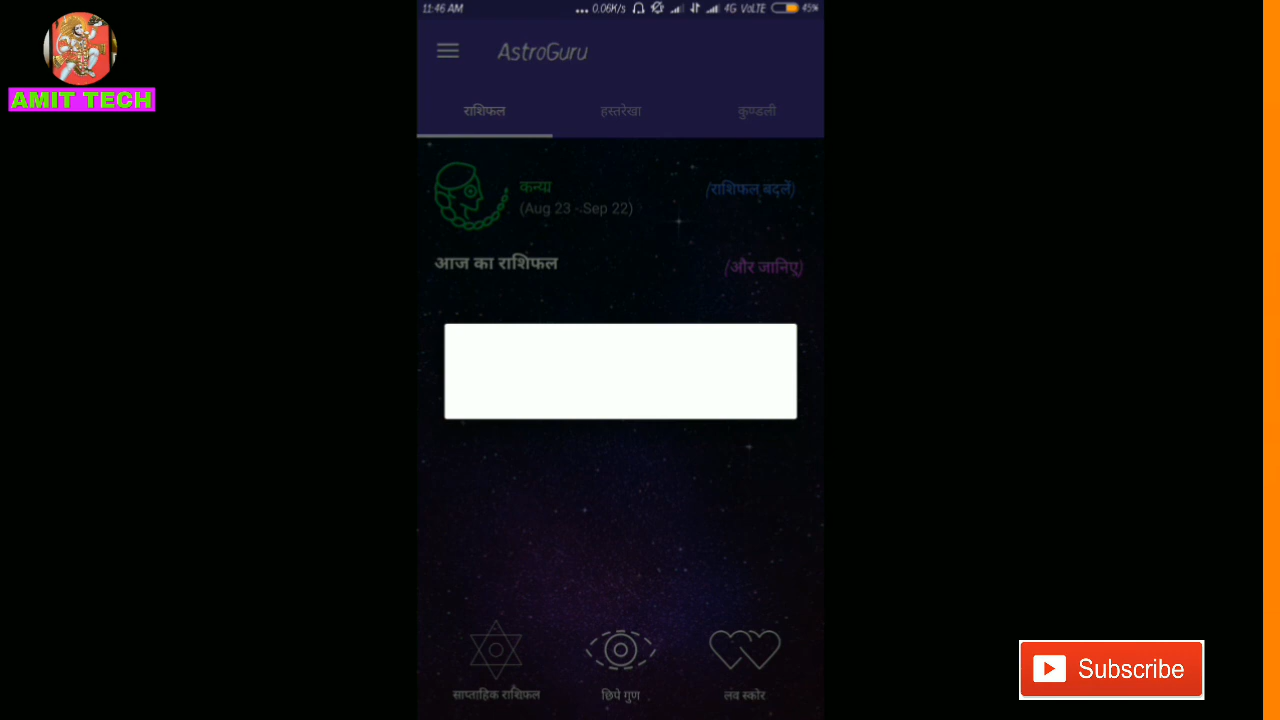 AMIT TECH
11:46 AM ... 0.06K/s 4G VoLTE 45%
AstroGuru
राशिफल हस्तरेखा कुण्डली
कन्या (राशिफल बदलें)
(Aug 23 - Sep 22)
आज का राशिफल (और जानिए)
साप्ताहिक राशिफल छिपे गुण लव स्कोर
Subscribe